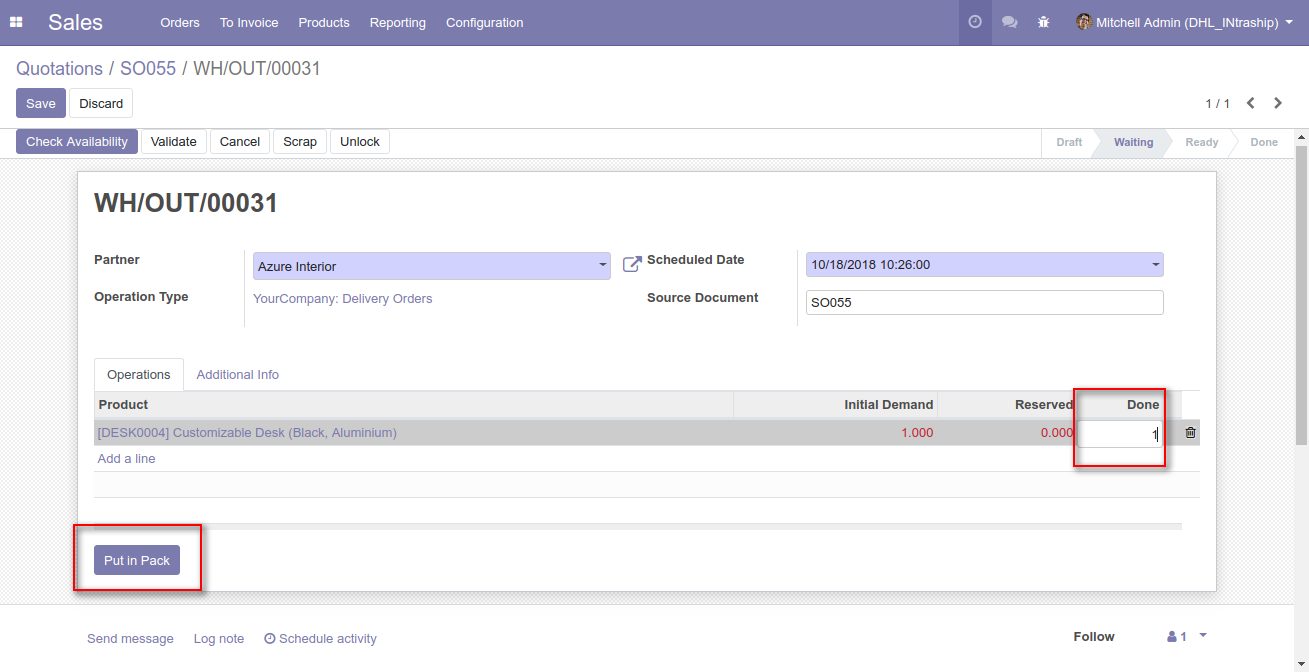 Sales Orders To Invoice Products Reporting Configuration Mitchell Admin (DHL_INtraship)
Quotations / SO055 / WH/OUT/00031
Save Discard 1 / 1
Check Availability Validate Cancel Scrap Unlock Draft Waiting Ready Done
WH/OUT/00031
Partner Azure Interior Scheduled Date 10/18/2018 10:26:00
Operation Type YourCompany: Delivery Orders Source Document SO055
Operations Additional Info
Product Initial Demand Reserved Done
[DESK0004] Customizable Desk (Black, Aluminium) 1.000 0.000 1
Add a line
Put in Pack
Send message Log note Schedule activity Follow 1